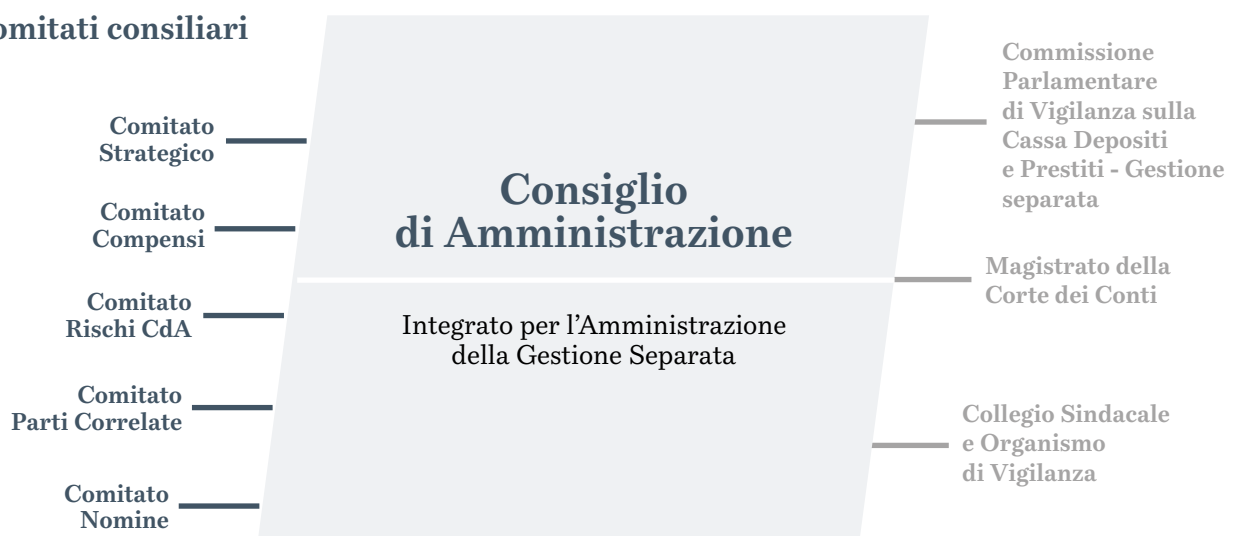 omitati consiliari
Comitato
Strategico
Comitato
Compensi
Comitato
Rischi CdA
Comitato
Parti Correlate
Comitato
Nomine
Consiglio
di Amministrazione
Integrato per l’Amministrazione
della Gestione Separata
Commissione
Parlamentare
di Vigilanza sulla
Cassa Depositi
e Prestiti - Gestione
separata
Magistrato della
Corte dei Conti
Collegio Sindacale
e Organismo
di Vigilanza